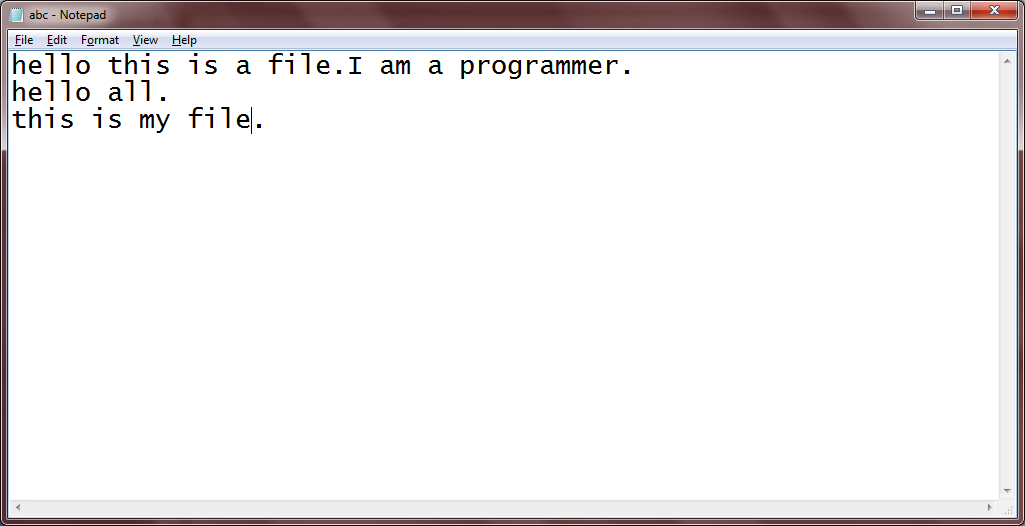 abc - Notepad
File Edit Format View Help
hello this is a file.I am a programmer.
hello all.
this is my file.